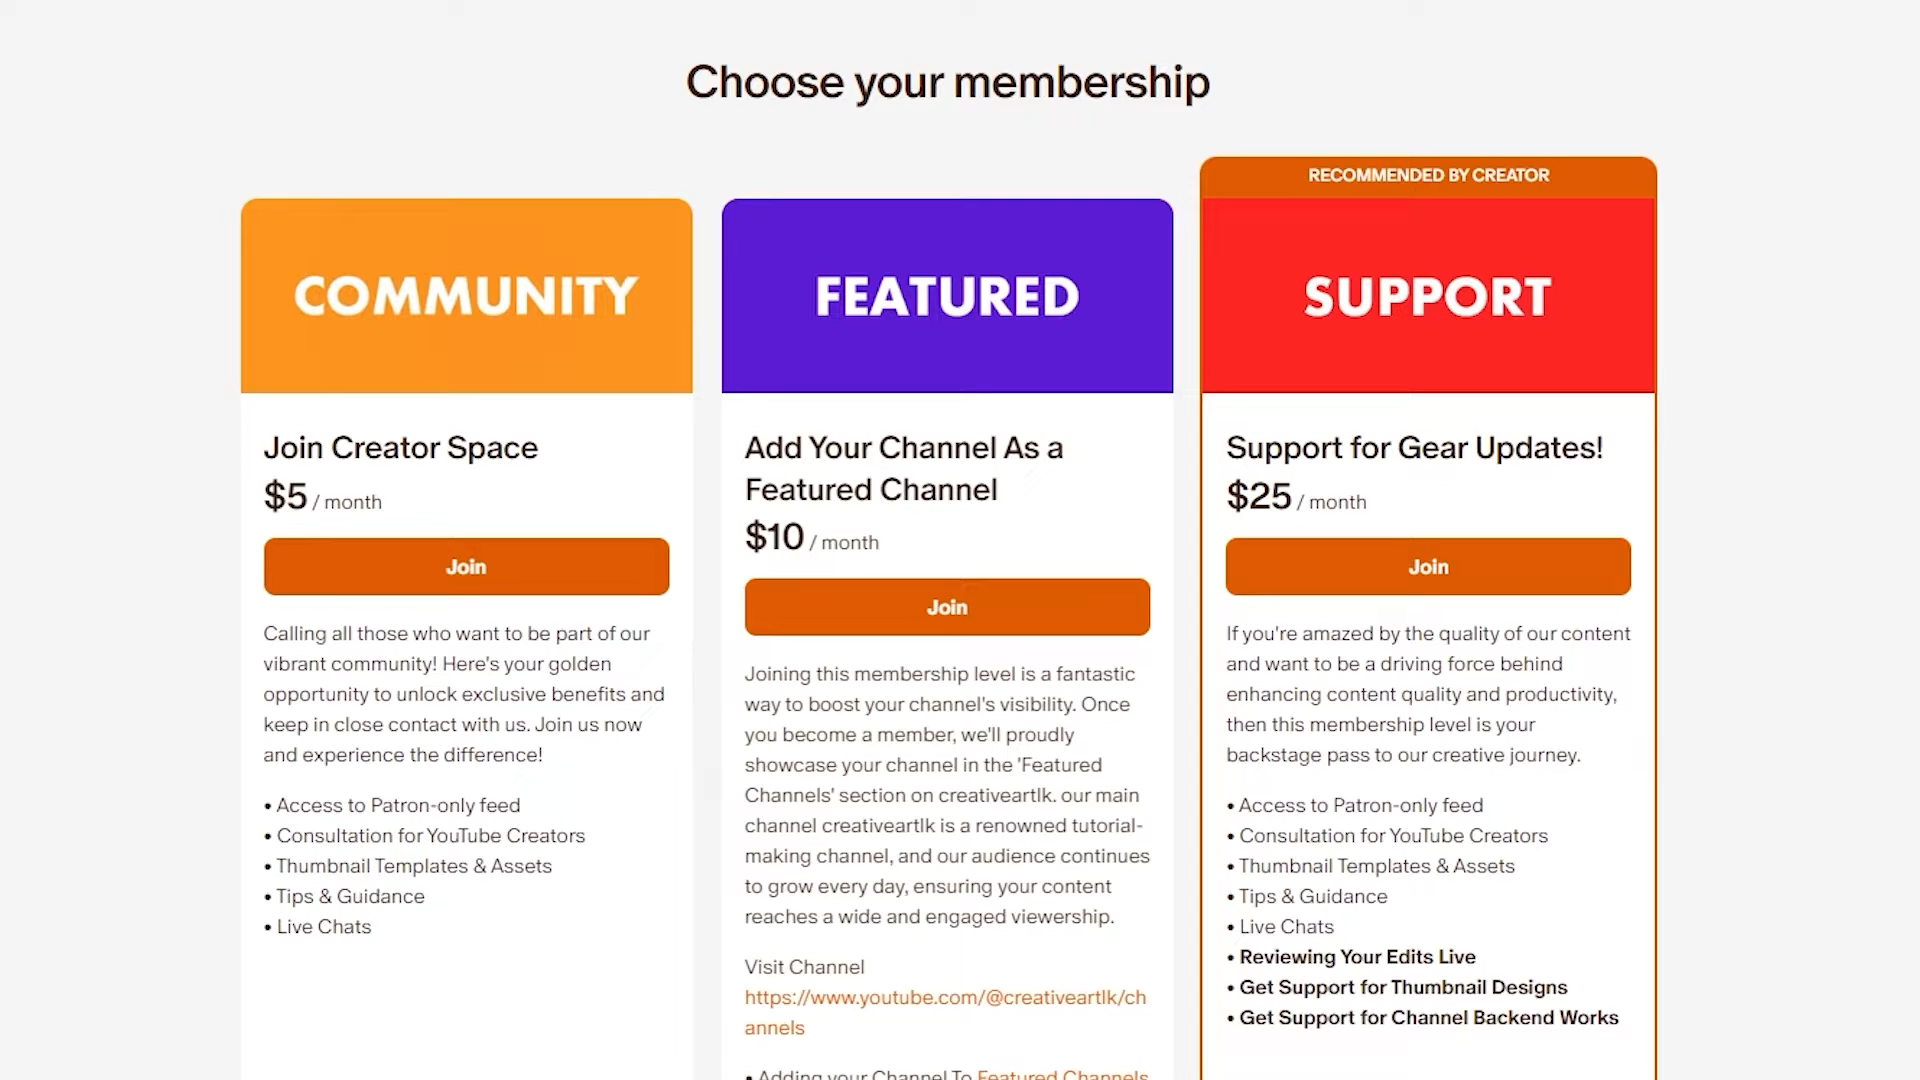 Choose your membership
COMMUNITY
Join Creator Space
$5 / month
Join
Calling all those who want to be part of our
vibrant community! Here's your golden
opportunity to unlock exclusive benefits and
keep in close contact with us. Join us now
and experience the difference!
• Access to Patron-only feed
• Consultation for YouTube Creators
• Thumbnail Templates & Assets
• Tips & Guidance
• Live Chats
FEATURED
Add Your Channel As a
Featured Channel
$10 / month
Join
Joining this membership level is a fantastic
way to boost your channel's visibility. Once
you become a member, we'll proudly
showcase your channel in the 'Featured
Channels' section on creativeartlk. our main
channel creativeartlk is a renowned tutorial-
making channel, and our audience continues
to grow every day, ensuring your content
reaches a wide and engaged viewership.
Visit Channel
https://www.youtube.com/@creativeartlk/ch
annels
• Adding your Channel To Featured Channels
RECOMMENDED BY CREATOR
SUPPORT
Support for Gear Updates!
$25 / month
Join
If you're amazed by the quality of our content
and want to be a driving force behind
enhancing content quality and productivity,
then this membership level is your
backstage pass to our creative journey.
• Access to Patron-only feed
• Consultation for YouTube Creators
• Thumbnail Templates & Assets
• Tips & Guidance
• Live Chats
• Reviewing Your Edits Live
• Get Support for Thumbnail Designs
• Get Support for Channel Backend Works